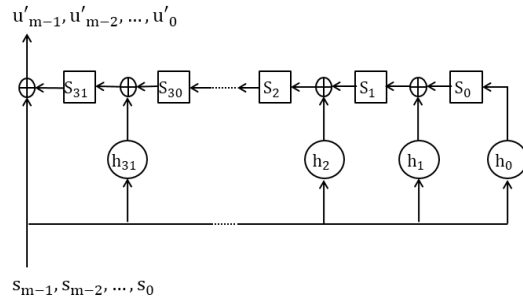 u′ₘ₋₁, u′ₘ₋₂, …, u′₀
S₃₁ S₃₀ S₂ S₁ S₀
h₃₁ h₂ h₁ h₀
sₘ₋₁, sₘ₋₂, …, s₀